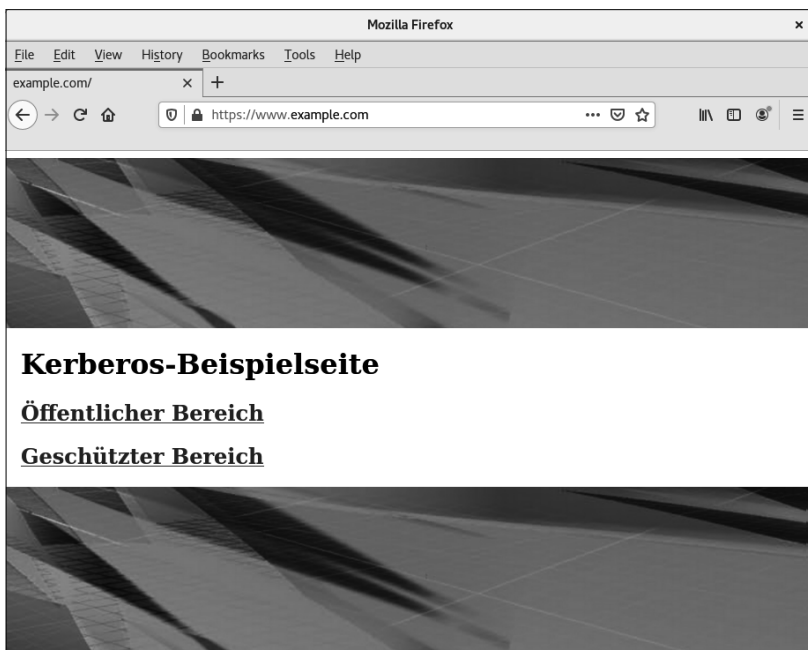 Mozilla Firefox
File Edit View History Bookmarks Tools Help
example.com/
https://www.example.com
Kerberos-Beispielseite
Öffentlicher Bereich
Geschützter Bereich